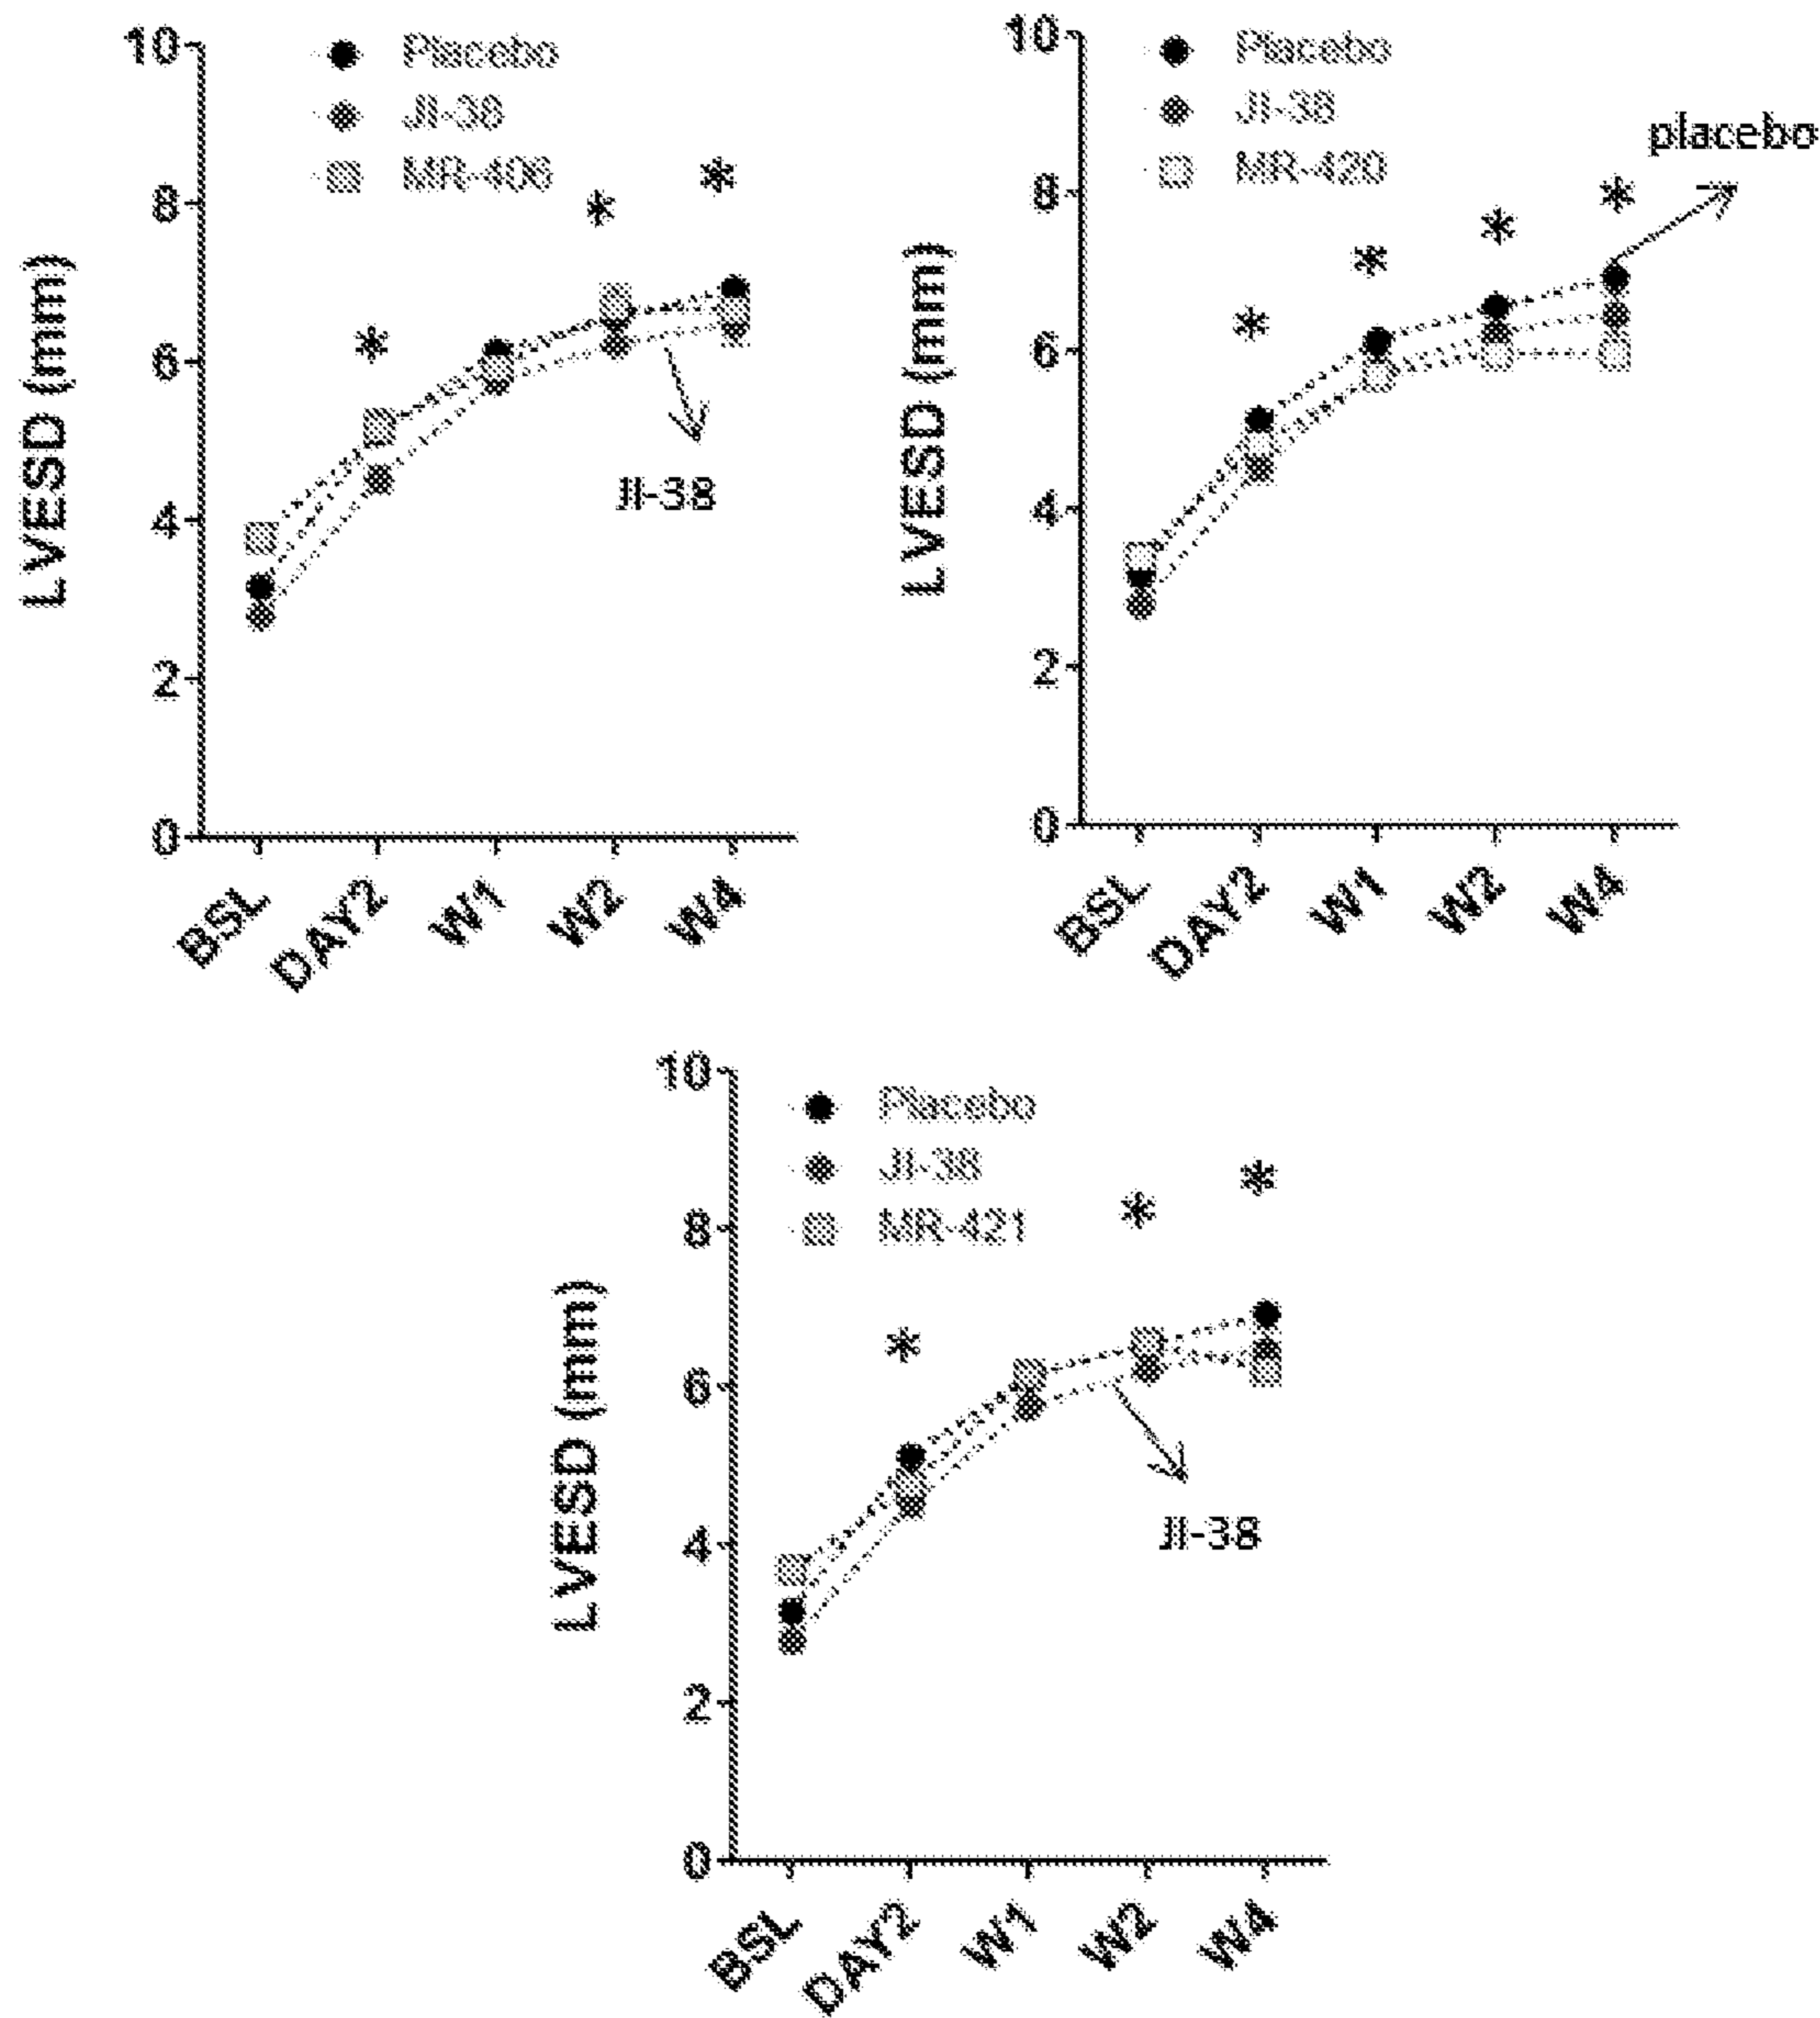 10
8
6
4
2
0
LVESD (mm)
Placebo
JI-38
MR-406
*
*
*
JI-38
BSL
DAY2
W1
W2
W4
10
8
6
4
2
0
LVESD (mm)
Placebo
JI-38
MR-420
placebo
*
*
*
*
BSL
DAY2
W1
W2
W4
10
8
6
4
2
0
LVESD (mm)
Placebo
JI-38
MR-421
*
*
*
JI-38
BSL
DAY2
W1
W2
W4